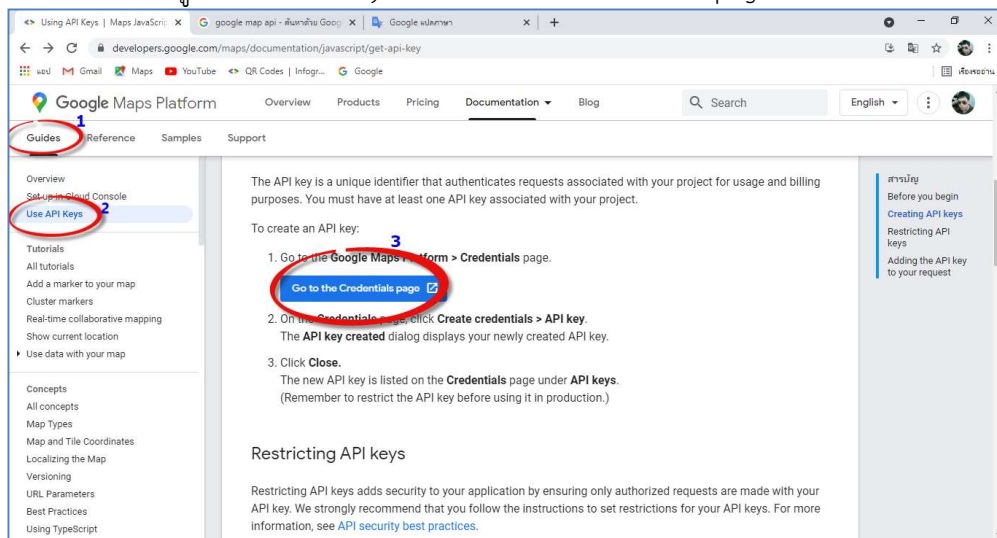 Using API Keys | Maps JavaScrip
google map api - ค้นหาด้วย Goog
Google แปลภาษา
developers.google.com/maps/documentation/javascript/get-api-key
แอป
Gmail
Maps
YouTube
QR Codes | Infogr...
Google
เรื่องรออ่าน
Google Maps Platform
Overview
Products
Pricing
Documentation
Blog
Search
English
1
Guides
Reference
Samples
Support
Overview
Set up in Cloud Console
Use API Keys
2
Tutorials
All tutorials
Add a marker to your map
Cluster markers
Real-time collaborative mapping
Show current location
Use data with your map
Concepts
All concepts
Map Types
Map and Tile Coordinates
Localizing the Map
Versioning
URL Parameters
Best Practices
Using TypeScript
The API key is a unique identifier that authenticates requests associated with your project for usage and billing
purposes. You must have at least one API key associated with your project.
To create an API key:
3
1. Go to the Google Maps Platform > Credentials page.
Go to the Credentials page
2. On the Credentials page, click Create credentials > API key.
The API key created dialog displays your newly created API key.
3. Click Close.
The new API key is listed on the Credentials page under API keys.
(Remember to restrict the API key before using it in production.)
Restricting API keys
Restricting API keys adds security to your application by ensuring only authorized requests are made with your
API key. We strongly recommend that you follow the instructions to set restrictions for your API keys. For more
information, see API security best practices.
สารบัญ
Before you begin
Creating API keys
Restricting API
keys
Adding the API key
to your request